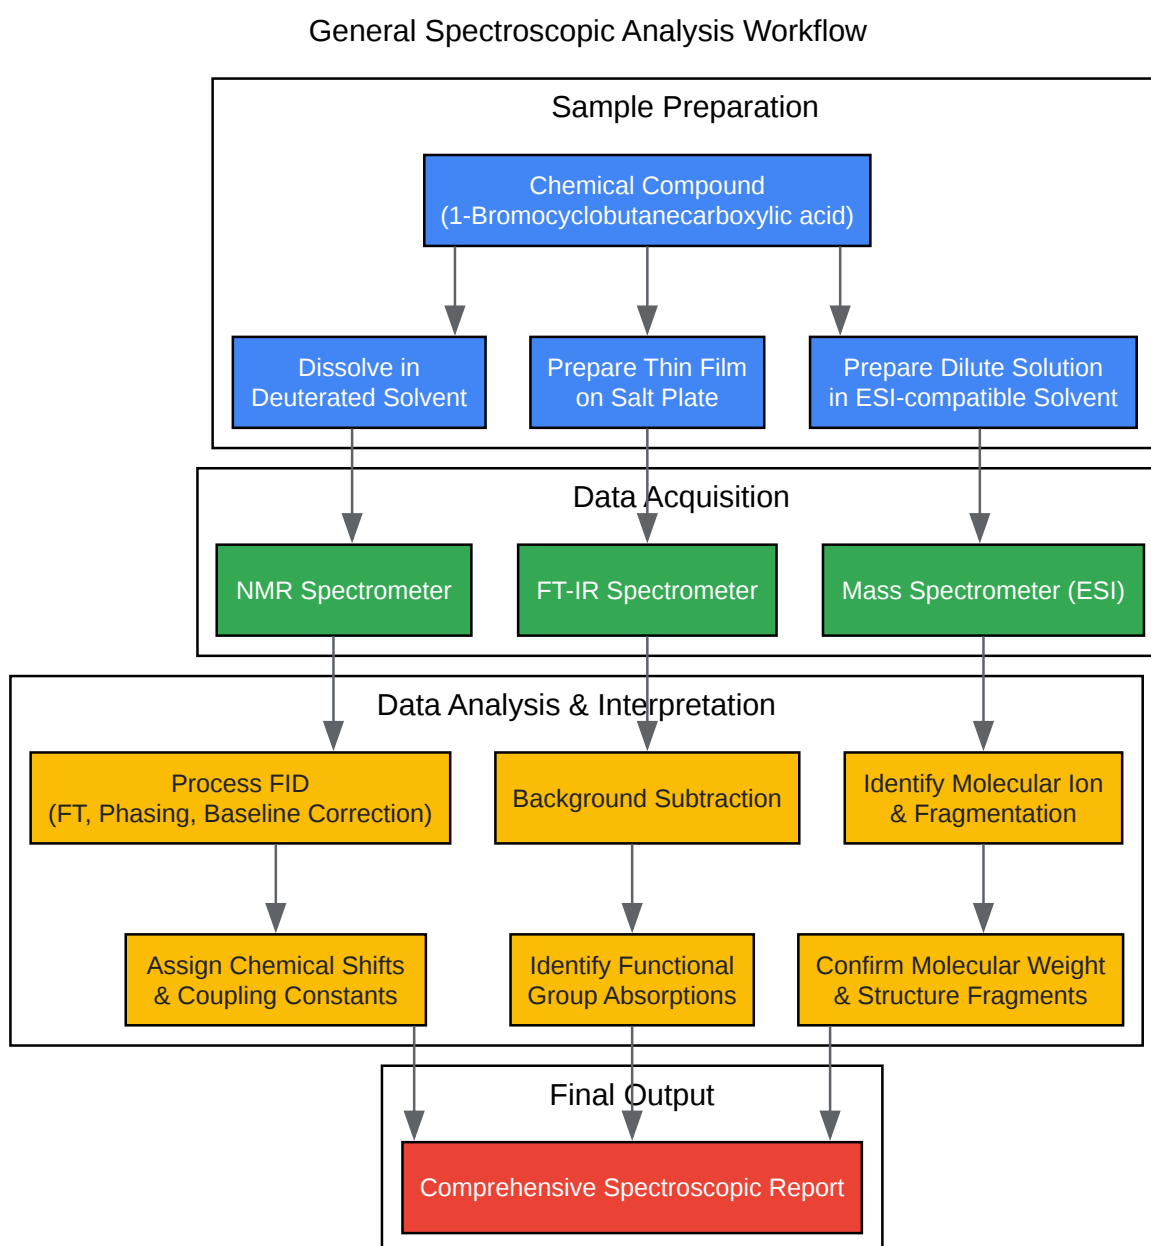 General Spectroscopic Analysis Workflow
Sample Preparation
Chemical Compound
(1-Bromocyclobutanecarboxylic acid)
Dissolve in
Deuterated Solvent
Prepare Thin Film
on Salt Plate
Prepare Dilute Solution
in ESI-compatible Solvent
Data Acquisition
NMR Spectrometer
FT-IR Spectrometer
Mass Spectrometer (ESI)
Data Analysis & Interpretation
Process FID
(FT, Phasing, Baseline Correction)
Background Subtraction
Identify Molecular Ion
& Fragmentation
Assign Chemical Shifts
& Coupling Constants
Identify Functional
Group Absorptions
Confirm Molecular Weight
& Structure Fragments
Final Output
Comprehensive Spectroscopic Report